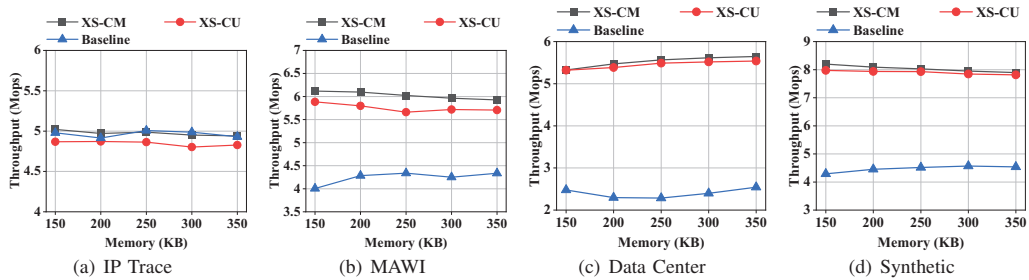 XS-CM XS-CU
Baseline
Throughput (Mops)
6
5.5
5
4.5
4
150 200 250 300 350
Memory (KB)
(a) IP Trace
XS-CM XS-CU
Baseline
Throughput (Mops)
7
6.5
6
5.5
5
4.5
4
3.5
150 200 250 300 350
Memory (KB)
(b) MAWI
XS-CM XS-CU
Baseline
Throughput (Mops)
6
5
4
3
2
150 200 250 300 350
Memory (KB)
(c) Data Center
XS-CM XS-CU
Baseline
Throughput (Mops)
9
8
7
6
5
4
3
150 200 250 300 350
Memory (KB)
(d) Synthetic